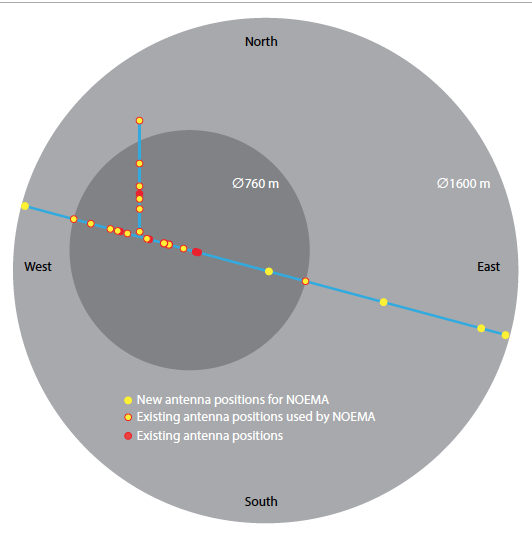 North
∅760 m
∅1600 m
West
East
New antenna positions for NOEMA
Existing antenna positions used by NOEMA
Existing antenna positions
South